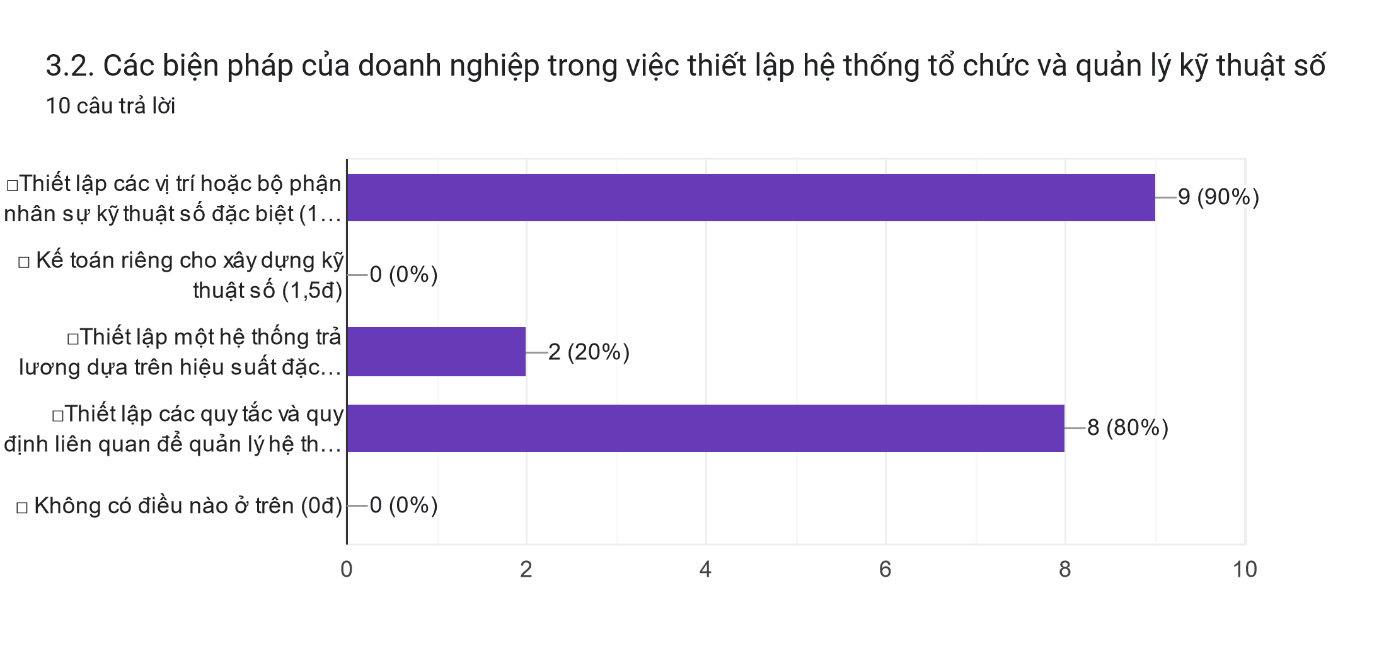 3.2. Các biện pháp của doanh nghiệp trong việc thiết lập hệ thống tổ chức và quản lý kỹ thuật số
10 câu trả lời
□Thiết lập các vị trí hoặc bộ phận
nhân sự kỹ thuật số đặc biệt (1…
9 (90%)
□ Kế toán riêng cho xây dựng kỹ
thuật số (1,5đ)
0 (0%)
□Thiết lập một hệ thống trả
lương dựa trên hiệu suất đặc…
2 (20%)
□Thiết lập các quy tắc và quy
định liên quan để quản lý hệ th…
8 (80%)
□ Không có điều nào ở trên (0đ)
0 (0%)
0 2 4 6 8 10